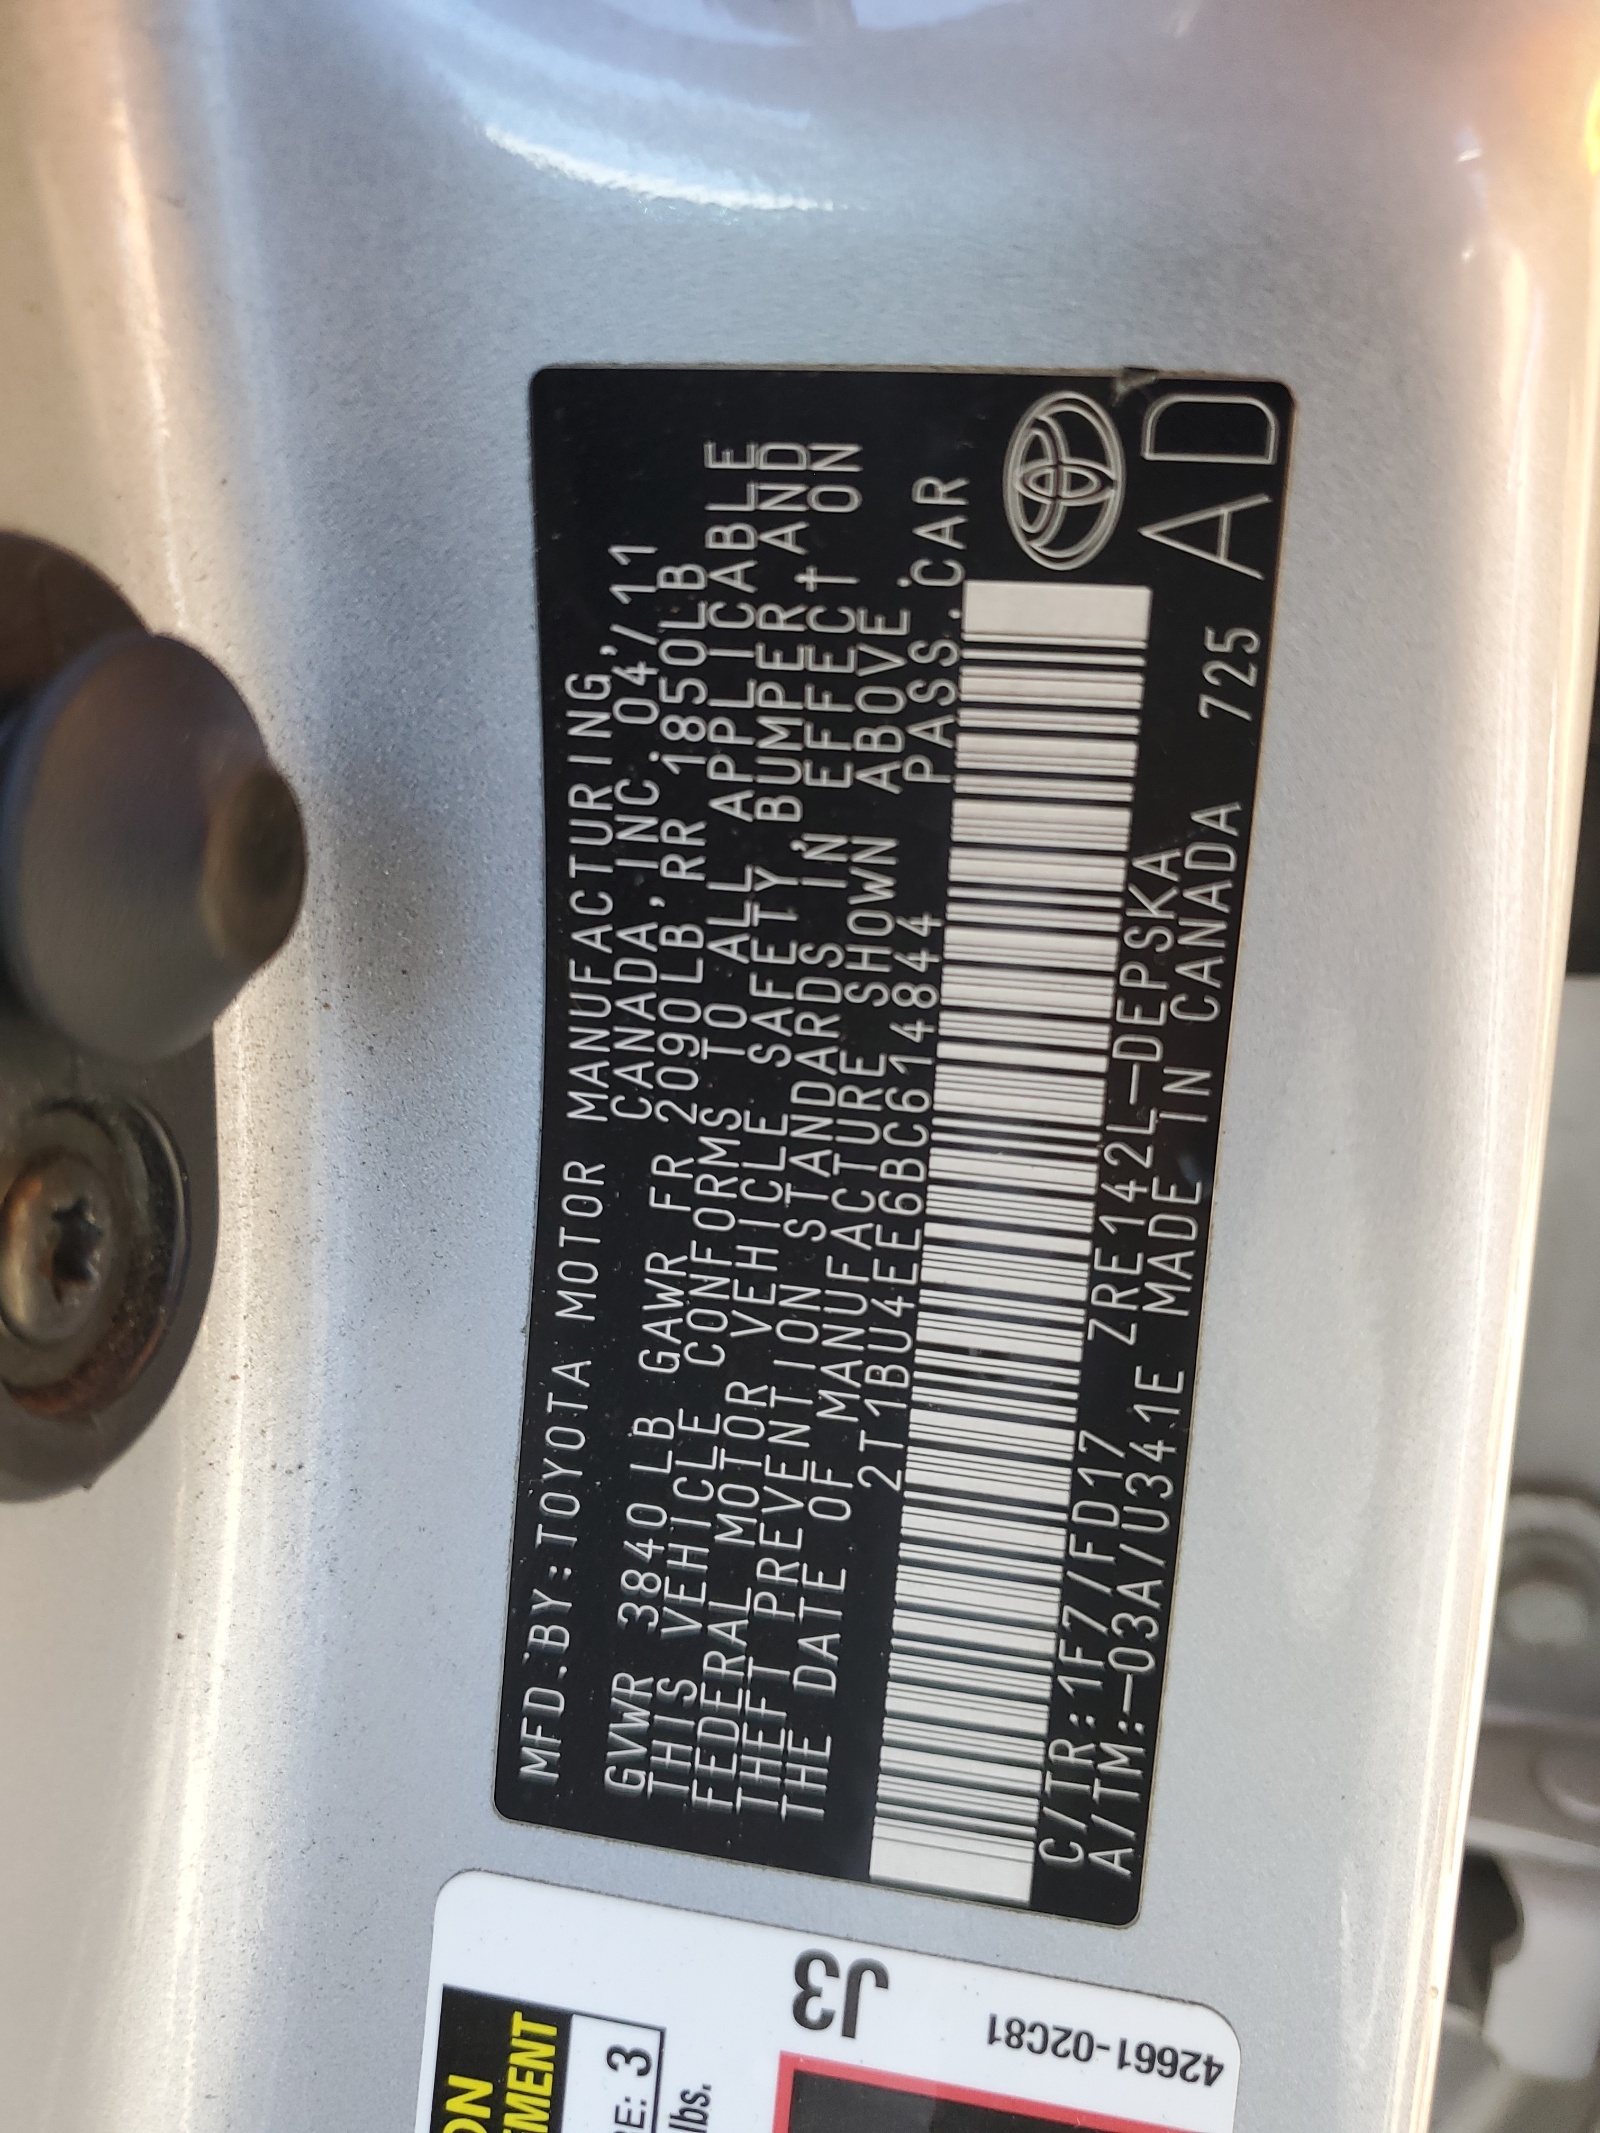 MFD.BY:TOYOTA MOTOR MANUFACTURING,
CANADA, INC. 04/11
GVWR 3840 LB GAWR FR 2090LB, RR 1850LB
THIS VEHICLE CONFORMS TO ALL APPLICABLE
FEDERAL MOTOR VEHICLE SAFETY, BUMPER, AND
THEFT PREVENTION STANDARDS IN EFFECT ON
THE DATE OF MANUFACTURE SHOWN ABOVE.
2T1BU4EE6BC614844 PASS.CAR
C/TR:1F7/FD17 ZRE142L-DEPSKA
A/TM:-03A/U341E MADE IN CANADA 725 AD
J3
42661-02C81
3
lbs.